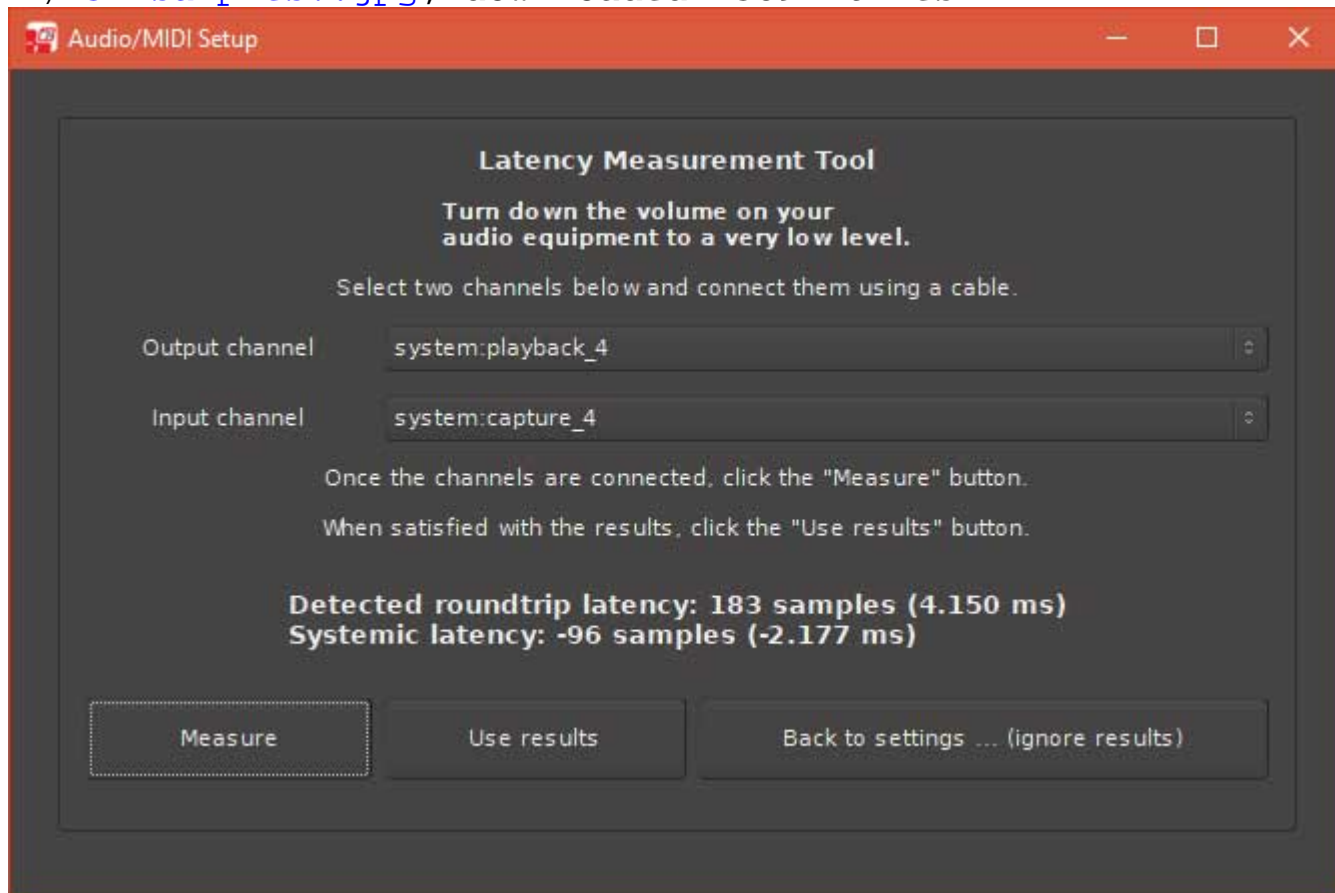 Audio/MIDI Setup
Latency Measurement Tool
Turn down the volume on your
audio equipment to a very low level.
Select two channels below and connect them using a cable.
Output channel system:playback_4
Input channel system:capture_4
Once the channels are connected, click the "Measure" button.
When satisfied with the results, click the "Use results" button.
Detected roundtrip latency: 183 samples (4.150 ms)
Systemic latency: -96 samples (-2.177 ms)
Measure Use results Back to settings ... (ignore results)